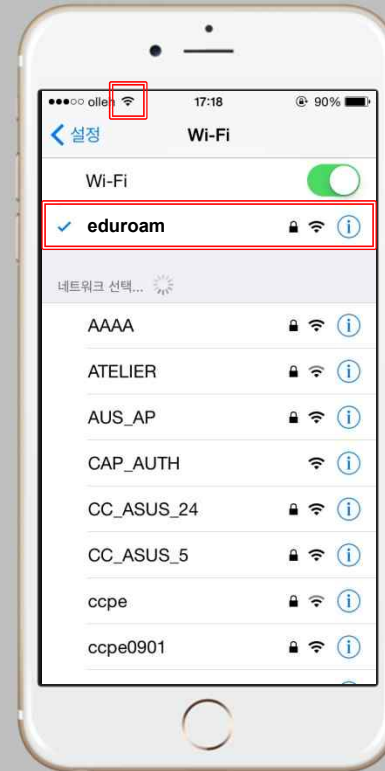 olleh 17:18 90%
설정 Wi-Fi
Wi-Fi
eduroam
네트워크 선택...
AAAA
ATELIER
AUS_AP
CAP_AUTH
CC_ASUS_24
CC_ASUS_5
ccpe
ccpe0901